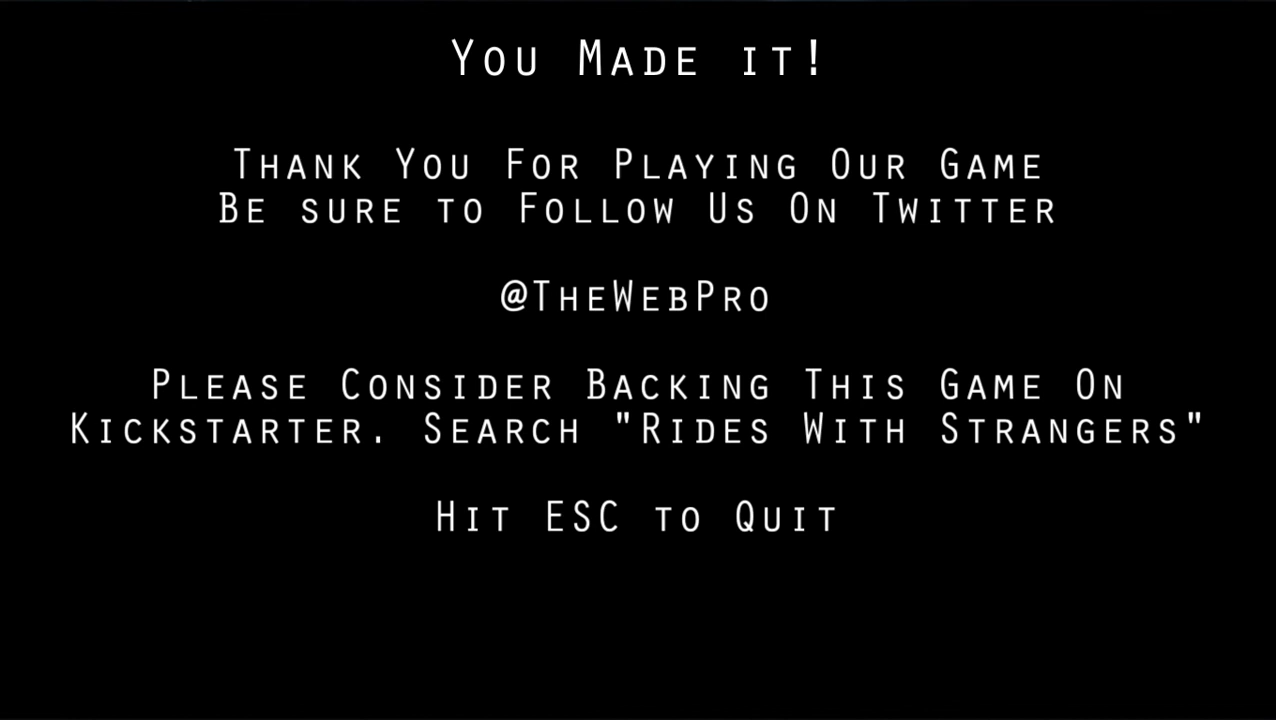 You Made it!
Thank You For Playing Our Game
Be sure to Follow Us On Twitter
@TheWebPro
Please Consider Backing This Game On
Kickstarter. Search "Rides With Strangers"
Hit ESC to Quit